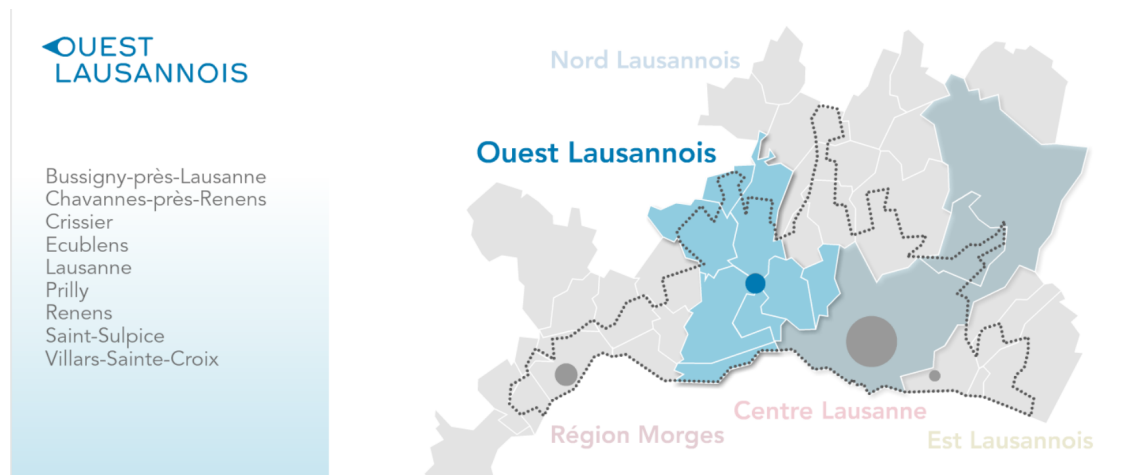 OUEST
LAUSANNOIS
Bussigny-près-Lausanne
Chavannes-près-Renens
Crissier
Ecublens
Lausanne
Prilly
Renens
Saint-Sulpice
Villars-Sainte-Croix
Nord Lausannois
Ouest Lausannois
Centre Lausanne
Région Morges
Est Lausannois